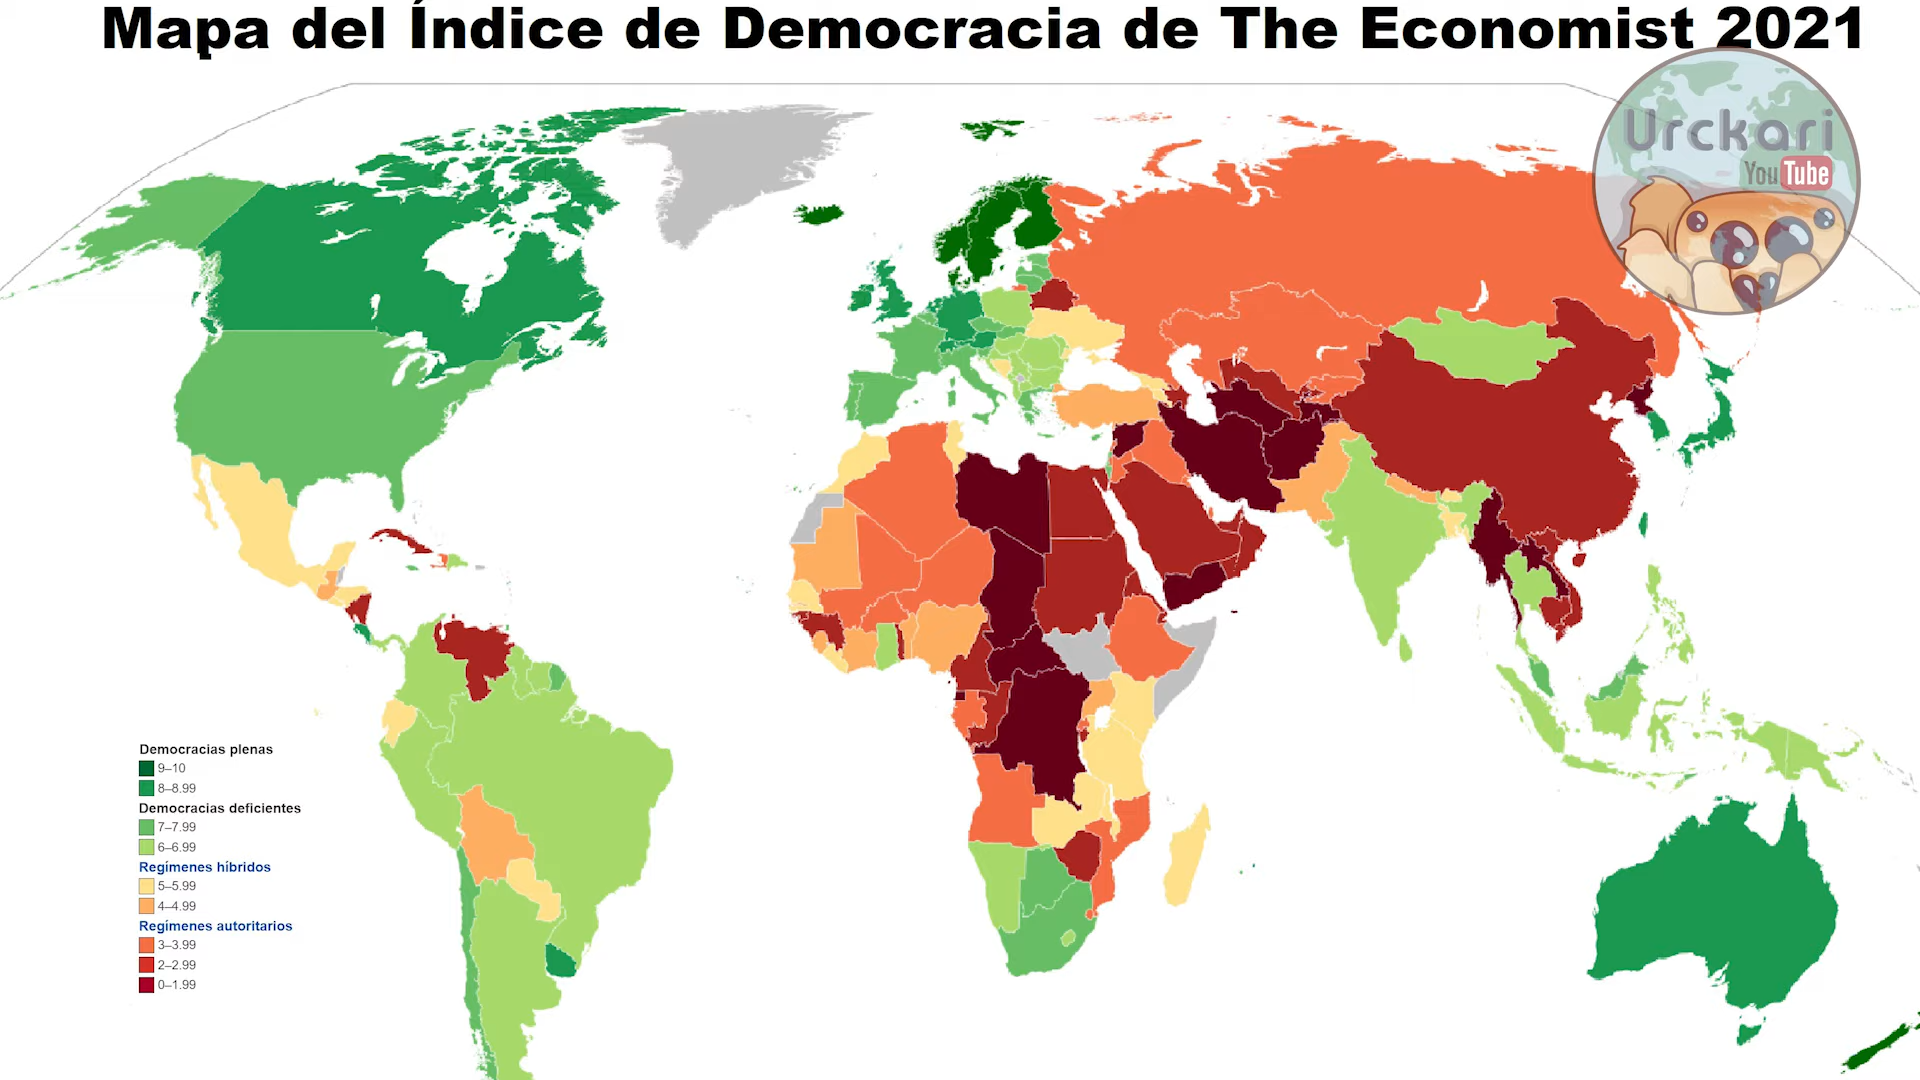 Mapa del Índice de Democracia de The Economist 2021
Urckari
YouTube
Democracias plenas
9–10
8–8.99
Democracias deficientes
7–7.99
6–6.99
Regímenes híbridos
5–5.99
4–4.99
Regímenes autoritarios
3–3.99
2–2.99
0–1.99